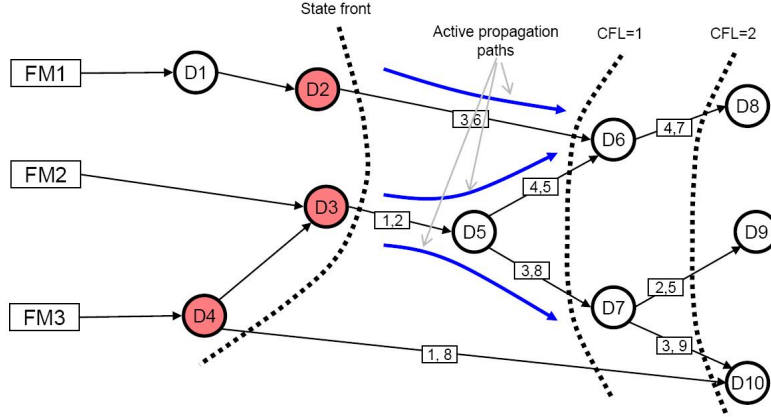 State front
Active propagation
paths
CFL=1
CFL=2
FM1
D1
D2
3,6
D6
4,7
D8
FM2
D3
1,2
D5
4,5
D9
3,8
2,5
FM3
D4
D7
3, 9
1, 8
D10